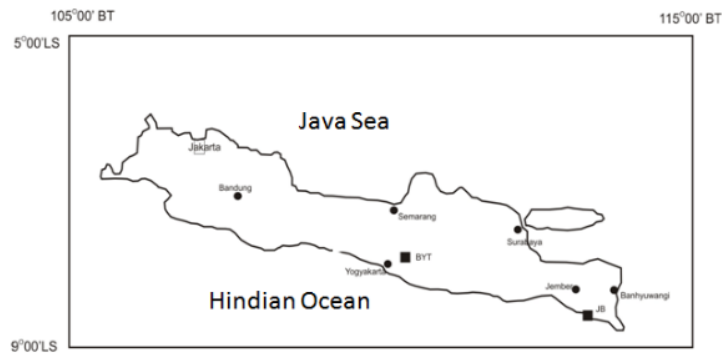 105°00' BT
115°00' BT
5°00'LS
Java Sea
Jakarta
Bandung
Semarang
Surabaya
BYT
Yogyakarta
Jember
Banhyuwangi
Hindian Ocean
JB
9°00'LS